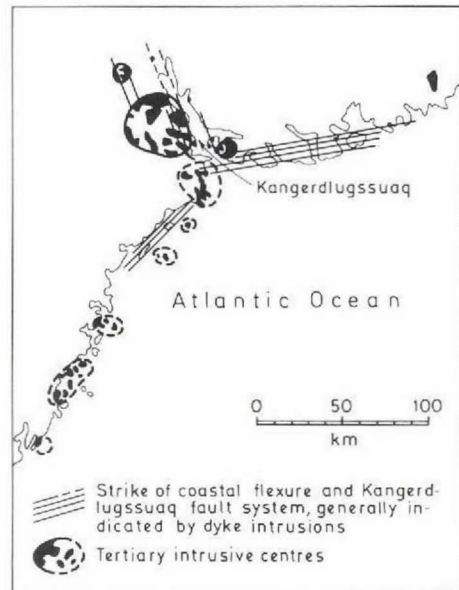 Kangerdlugssuaq
Atlantic Ocean
0 50 100
km
Strike of coastal flexure and Kangerd-
lugssuaq fault system, generally in-
dicated by dyke intrusions
Tertiary intrusive centres